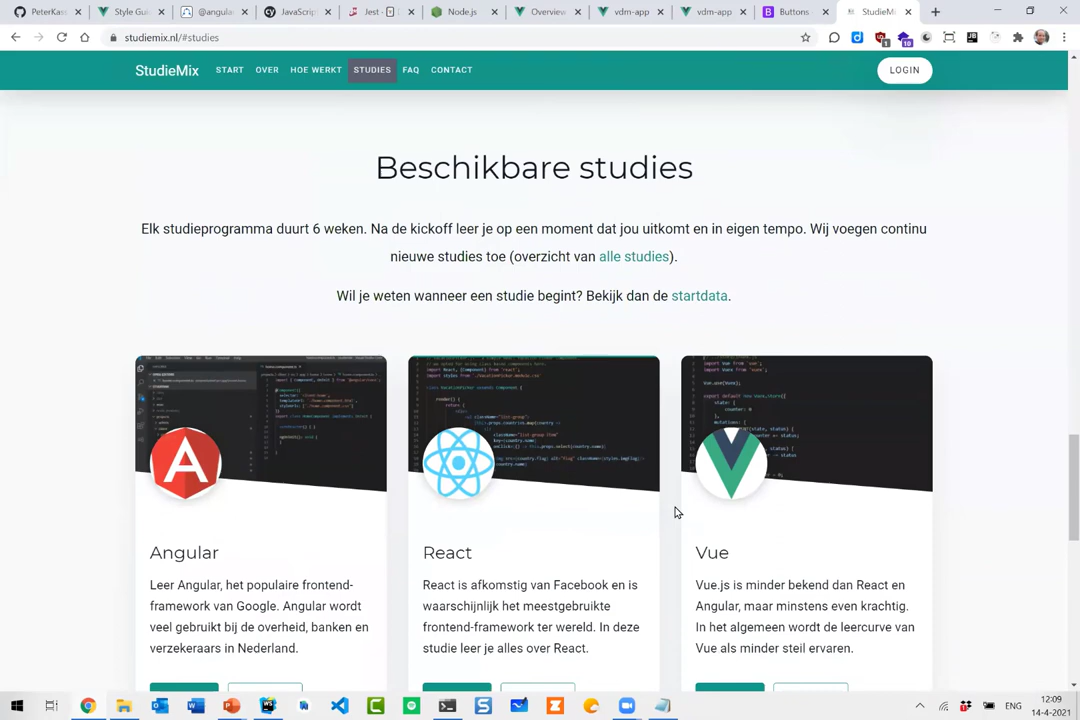 PeterKas
Style Gui
@angular
JavaScript
Jest -
Node.js
Overview
vdm-app
vdm-app
Buttons
StudieMi
studiemix.nl/#studies
StudieMix START OVER HOE WERKT STUDIES FAQ CONTACT LOGIN
Beschikbare studies
Elk studieprogramma duurt 6 weken. Na de kickoff leer je op een moment dat jou uitkomt en in eigen tempo. Wij voegen continu
nieuwe studies toe (overzicht van alle studies).
Wil je weten wanneer een studie begint? Bekijk dan de startdata.
Angular
Leer Angular, het populaire frontend-
framework van Google. Angular wordt
veel gebruikt bij de overheid, banken en
verzekeraars in Nederland.
React
React is afkomstig van Facebook en is
waarschijnlijk het meestgebruikte
frontend-framework ter wereld. In deze
studie leer je alles over React.
Vue
Vue.js is minder bekend dan React en
Angular, maar minstens even krachtig.
In het algemeen wordt de leercurve van
Vue als minder steil ervaren.
ENG
12:09
14-4-2021